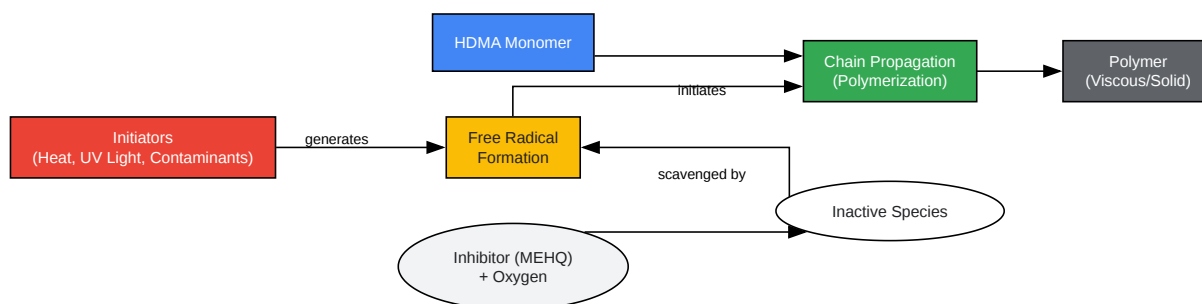 HDMA Monomer
Chain Propagation
(Polymerization)
Polymer
(Viscous/Solid)
initiates
Initiators
(Heat, UV Light, Contaminants)
generates
Free Radical
Formation
scavenged by
Inactive Species
Inhibitor (MEHQ)
+ Oxygen